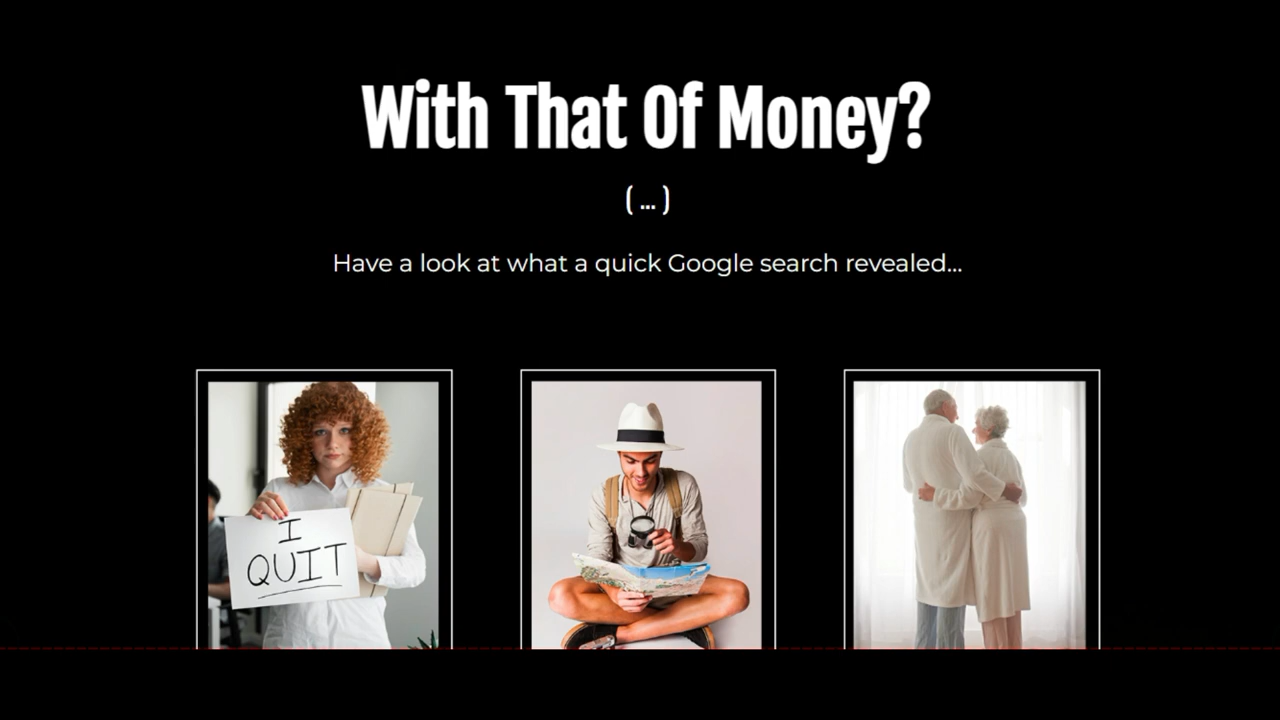 With That Of Money?
( ... )
Have a look at what a quick Google search revealed...
I
QUIT